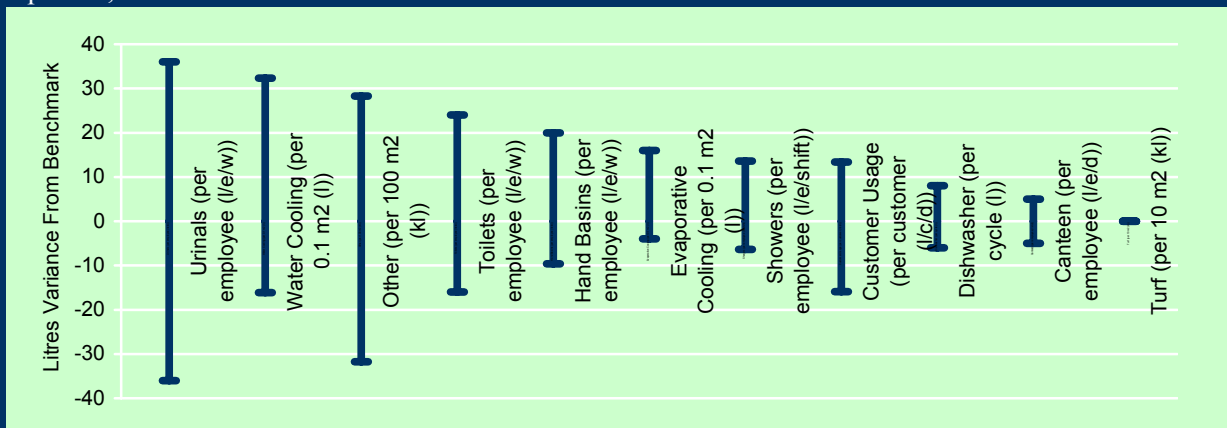 Litres Variance From Benchmark
40
30
20
10
0
-10
-20
-30
-40
Urinals (per
employee (l/e/w))
Water Cooling (per
0.1 m2 (l))
Other (per 100 m2
(kl))
Toilets (per
employee (l/e/w))
Hand Basins (per
employee (l/e/w))
Evaporative
Cooling (per 0.1 m2
(l))
Showers (per
employee (l/e/shift))
Customer Usage
(per customer
(l/c/d))
Dishwasher (per
cycle (l))
Canteen (per
employee (l/e/d))
Turf (per 10 m2 (kl))